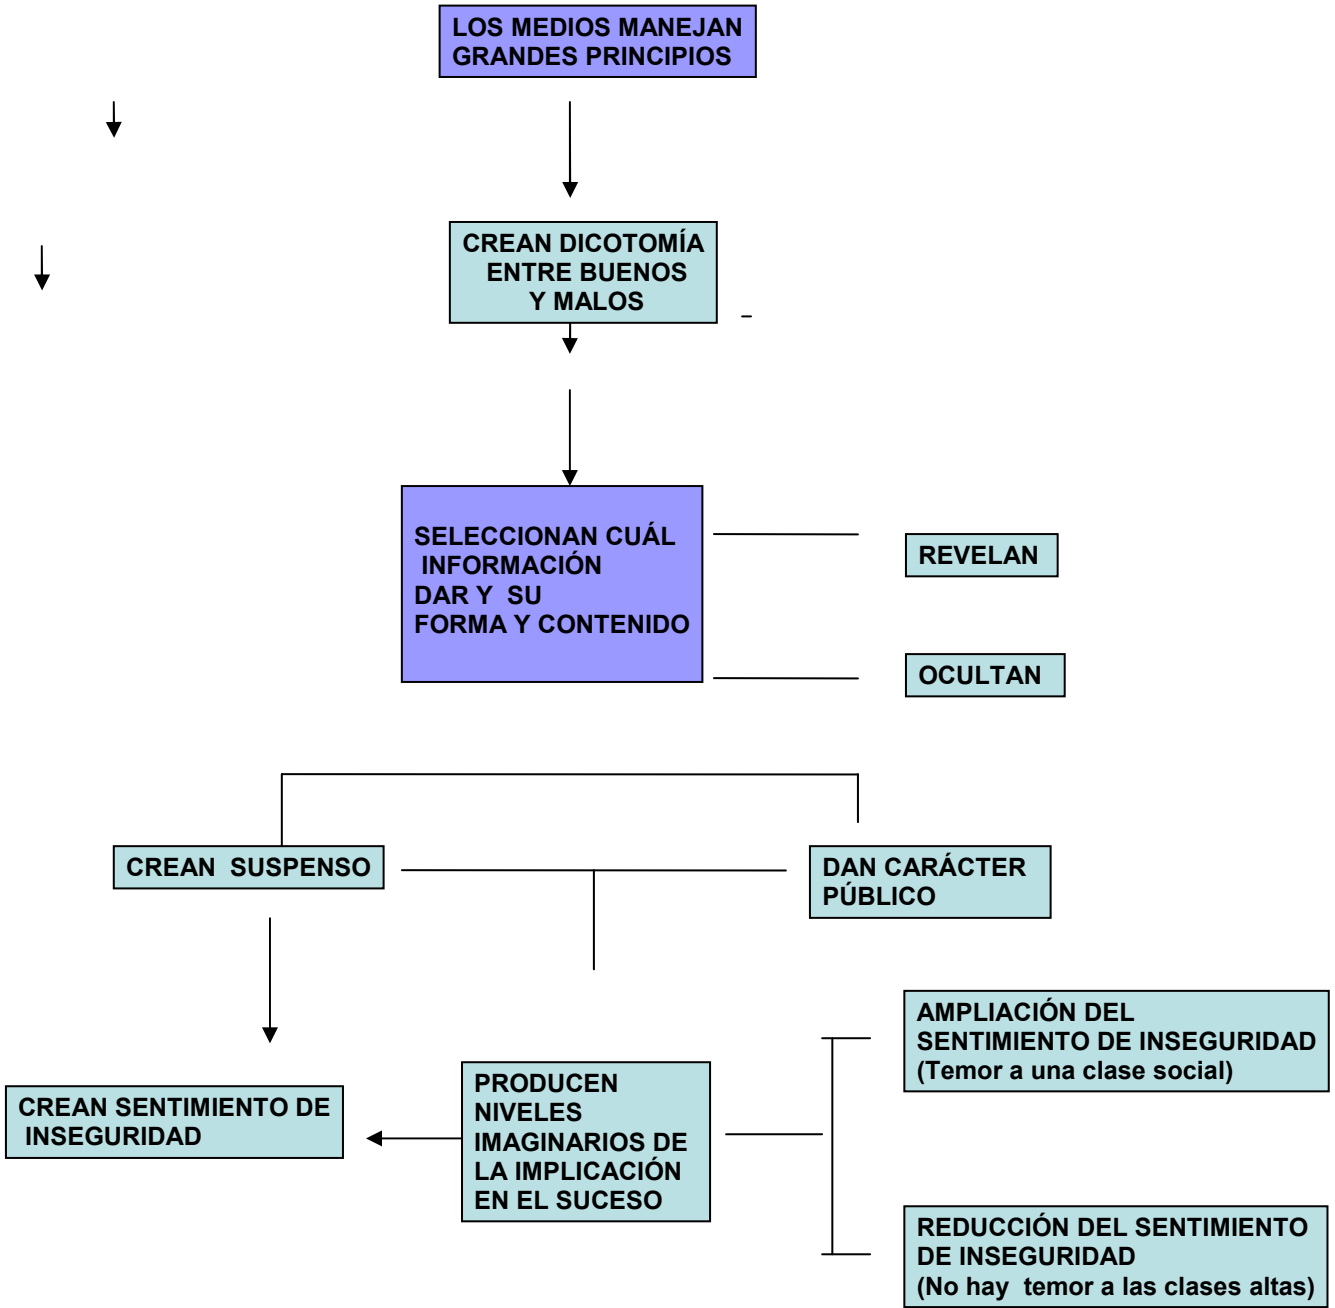 LOS MEDIOS MANEJAN
GRANDES PRINCIPIOS
CREAN DICOTOMÍA
ENTRE BUENOS
Y MALOS
SELECCIONAN CUÁL
INFORMACIÓN
DAR Y SU
FORMA Y CONTENIDO
REVELAN
OCULTAN
CREAN SUSPENSO
DAN CARÁCTER
PÚBLICO
CREAN SENTIMIENTO DE
INSEGURIDAD
PRODUCEN
NIVELES
IMAGINARIOS DE
LA IMPLICACIÓN
EN EL SUCESO
AMPLIACIÓN DEL
SENTIMIENTO DE INSEGURIDAD
(Temor a una clase social)
REDUCCIÓN DEL SENTIMIENTO
DE INSEGURIDAD
(No hay temor a las clases altas)